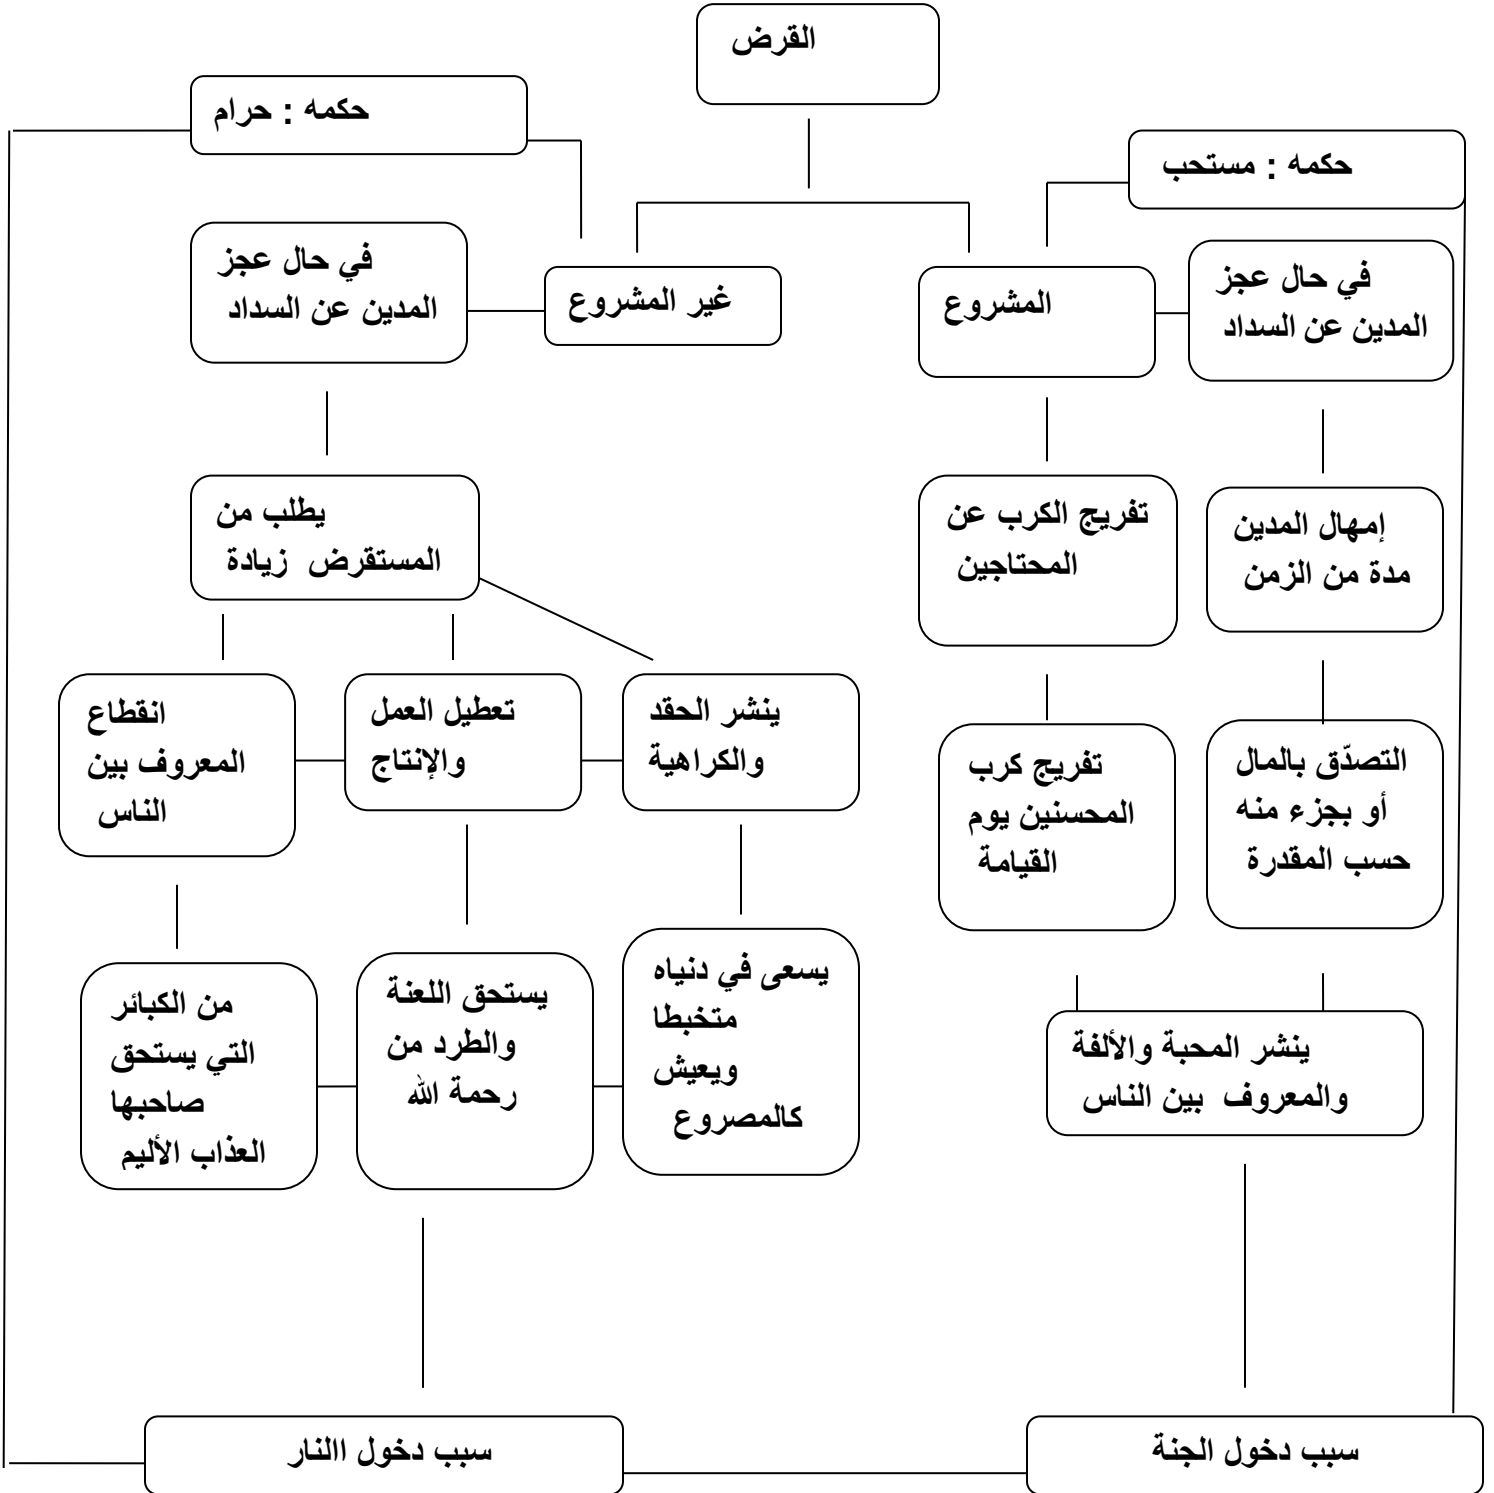 القرض
حكمه : حرام
حكمه : مستحب
في حال عجز
المدين عن السداد
المشروع
غير المشروع
في حال عجز
المدين عن السداد
إمهال المدين
مدة من الزمن
تفريج الكرب عن
المحتاجين
يطلب من
المستقرض زيادة
التصدّق بالمال
أو بجزء منه
حسب المقدرة
تفريج كرب
المحسنين يوم
القيامة
ينشر الحقد
والكراهية
تعطيل العمل
والإنتاج
انقطاع
المعروف بين
الناس
ينشر المحبة والألفة
والمعروف بين الناس
يسعى في دنياه
متخبطا
ويعيش
كالمصروع
يستحق اللعنة
والطرد من
رحمة الله
من الكبائر
التي يستحق
صاحبها
العذاب الأليم
سبب دخول الجنة
سبب دخول االنار